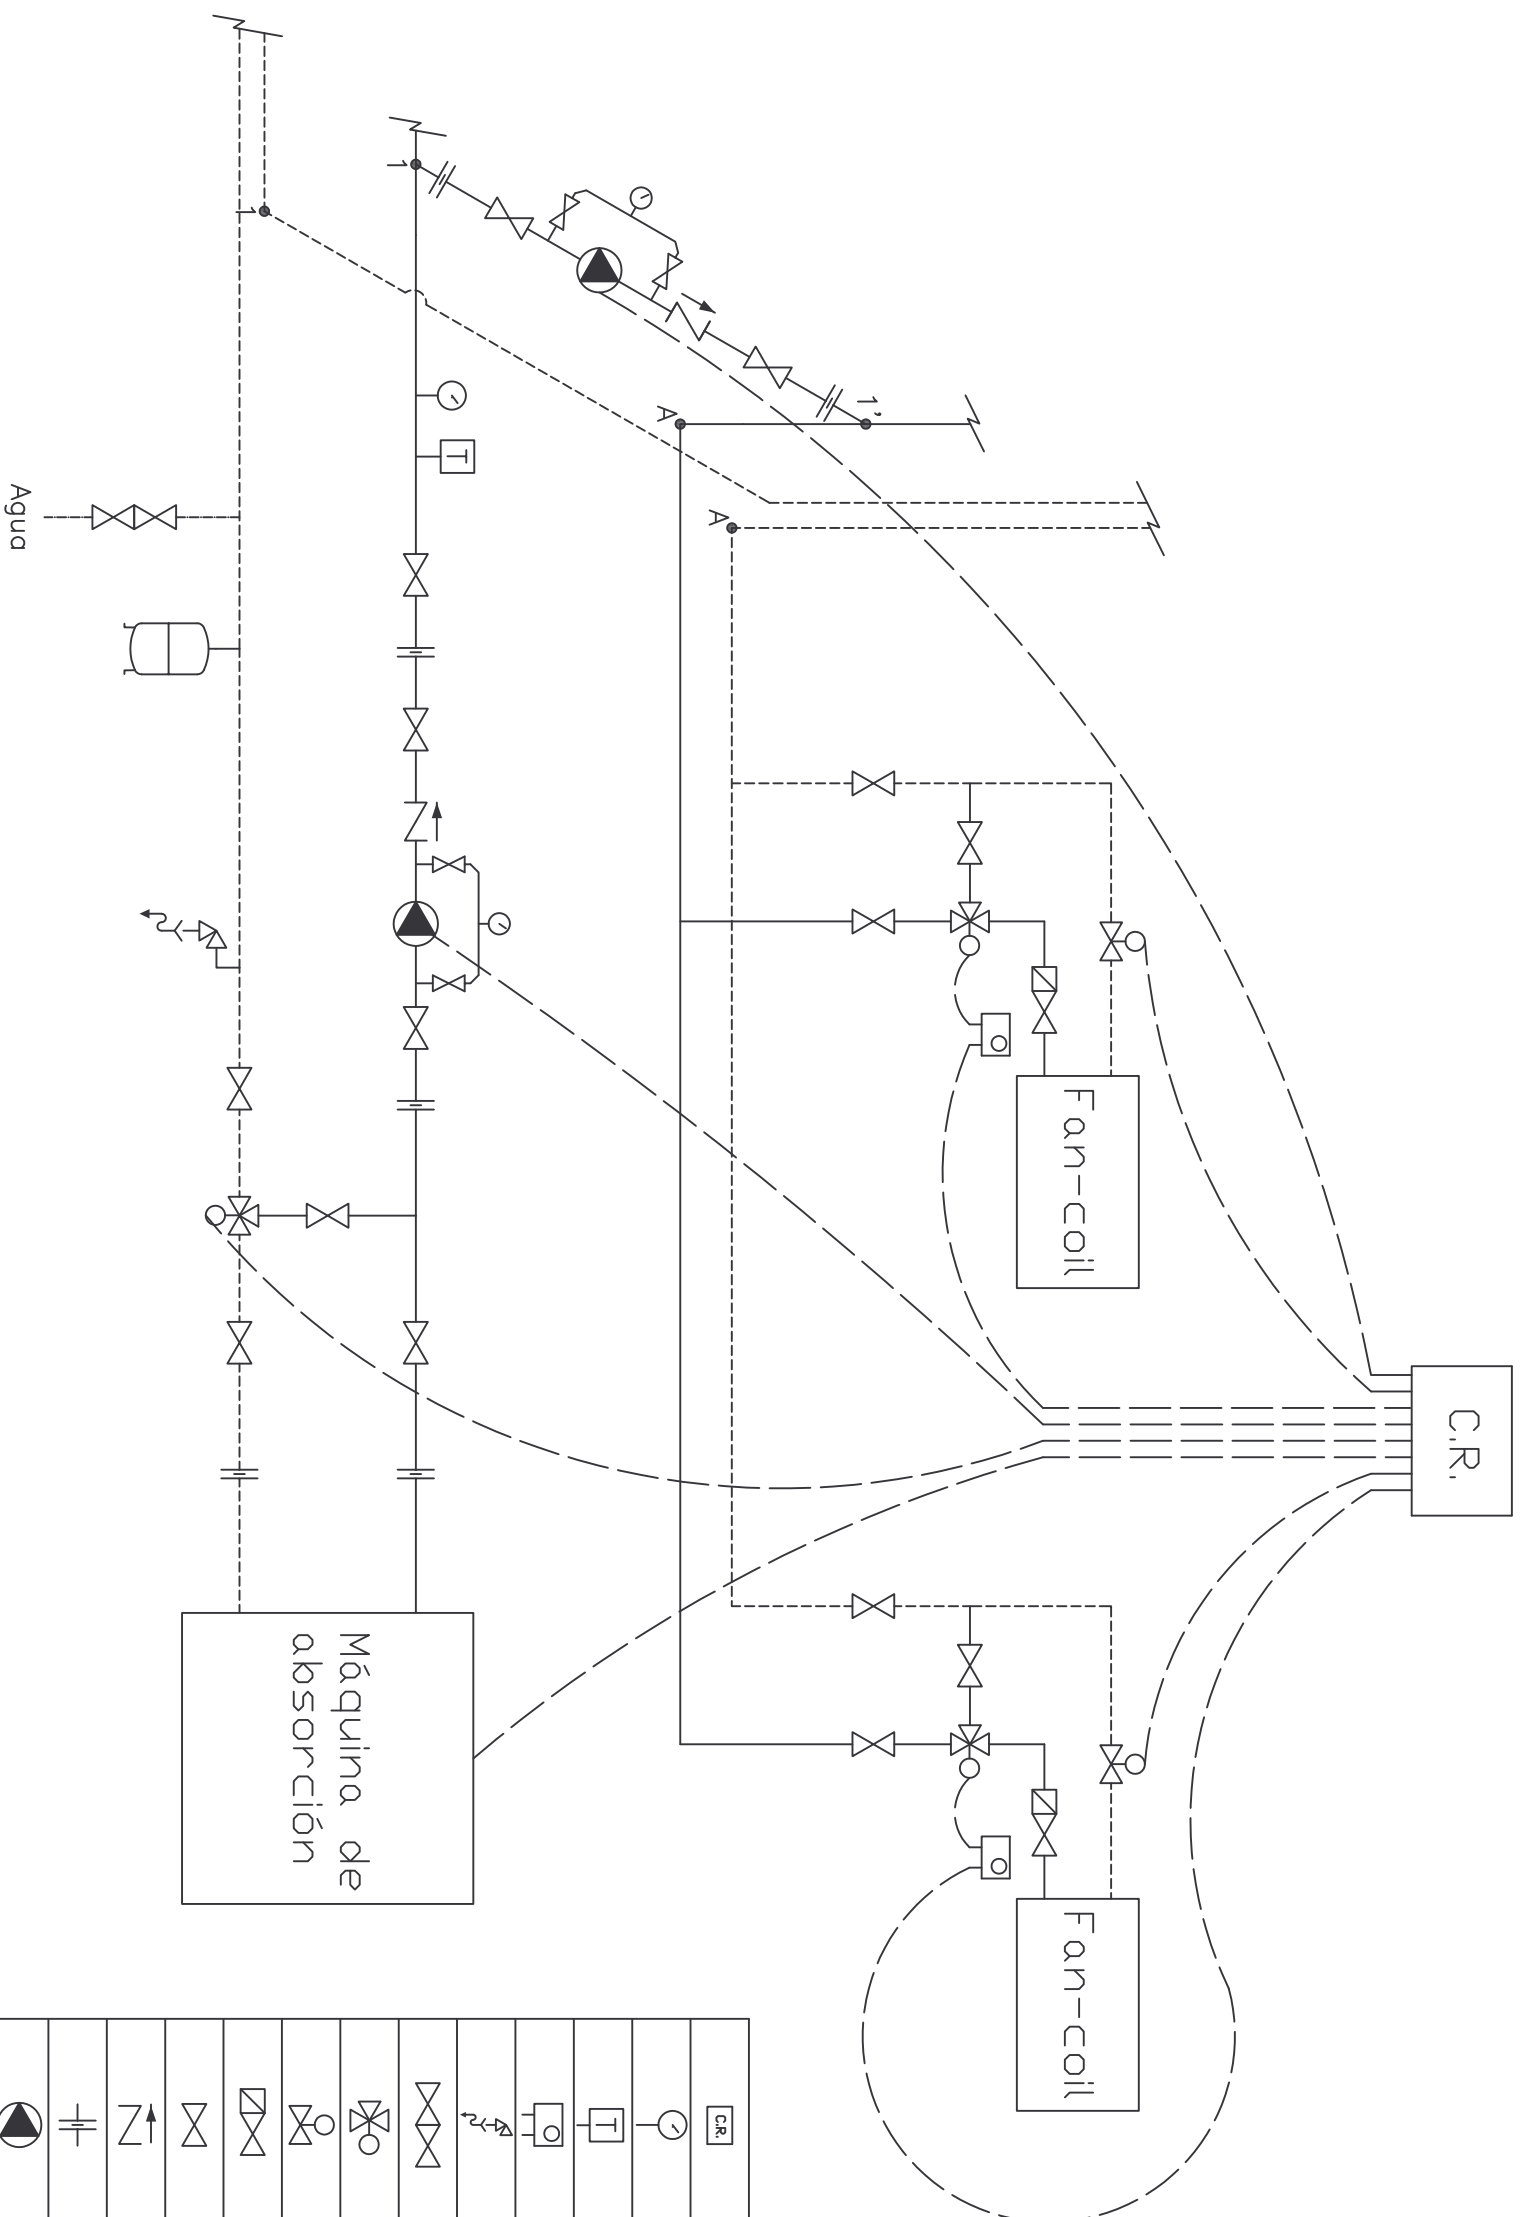 C.R.
Fan-coil
Fan-coil
1'
A
A
1
1
T
Agua
Máquina de
absorción
C.R.
T